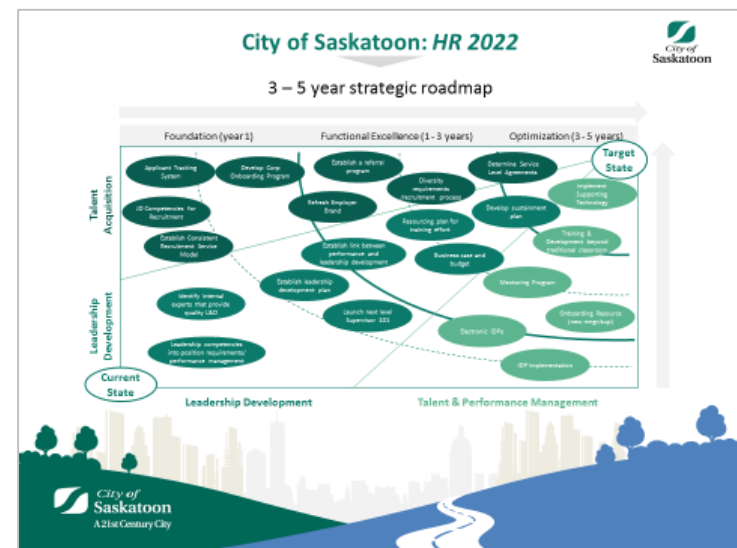 City of Saskatoon: HR 2022
City of
Saskatoon
3 – 5 year strategic roadmap
Foundation (year 1)
Functional Excellence (1 - 3 years)
Optimization (3 - 5 years)
Target
State
Talent
Acquisition
Leadership
Development
Applicant Tracking
System
Develop Corp
Onboarding Program
Establish a referral
program
Determine Service
Level Agreements
Diversity
requirements
Recruitment process
Implement
Supporting
Technology
JD Competencies For
Recruitment
Refresh Employer
Brand
Develop sustainment
plan
Resourcing plan for
training effort
Establish Consistent
Recruitment Service
Model
Establish link between
performance and
leadership development
Business case and
budget
Training &
Development beyond
traditional classroom
Establish leadership
development plan
Mentoring Program
Identify internal
experts that provide
quality L&D
Launch next level
Supervisor 101
Onboarding Resource
Electronic IDPs
Leadership competencies
into position requirements/
performance management
IDP Implementation
Current
State
Leadership Development
Talent & Performance Management
City of
Saskatoon
A 21st Century City